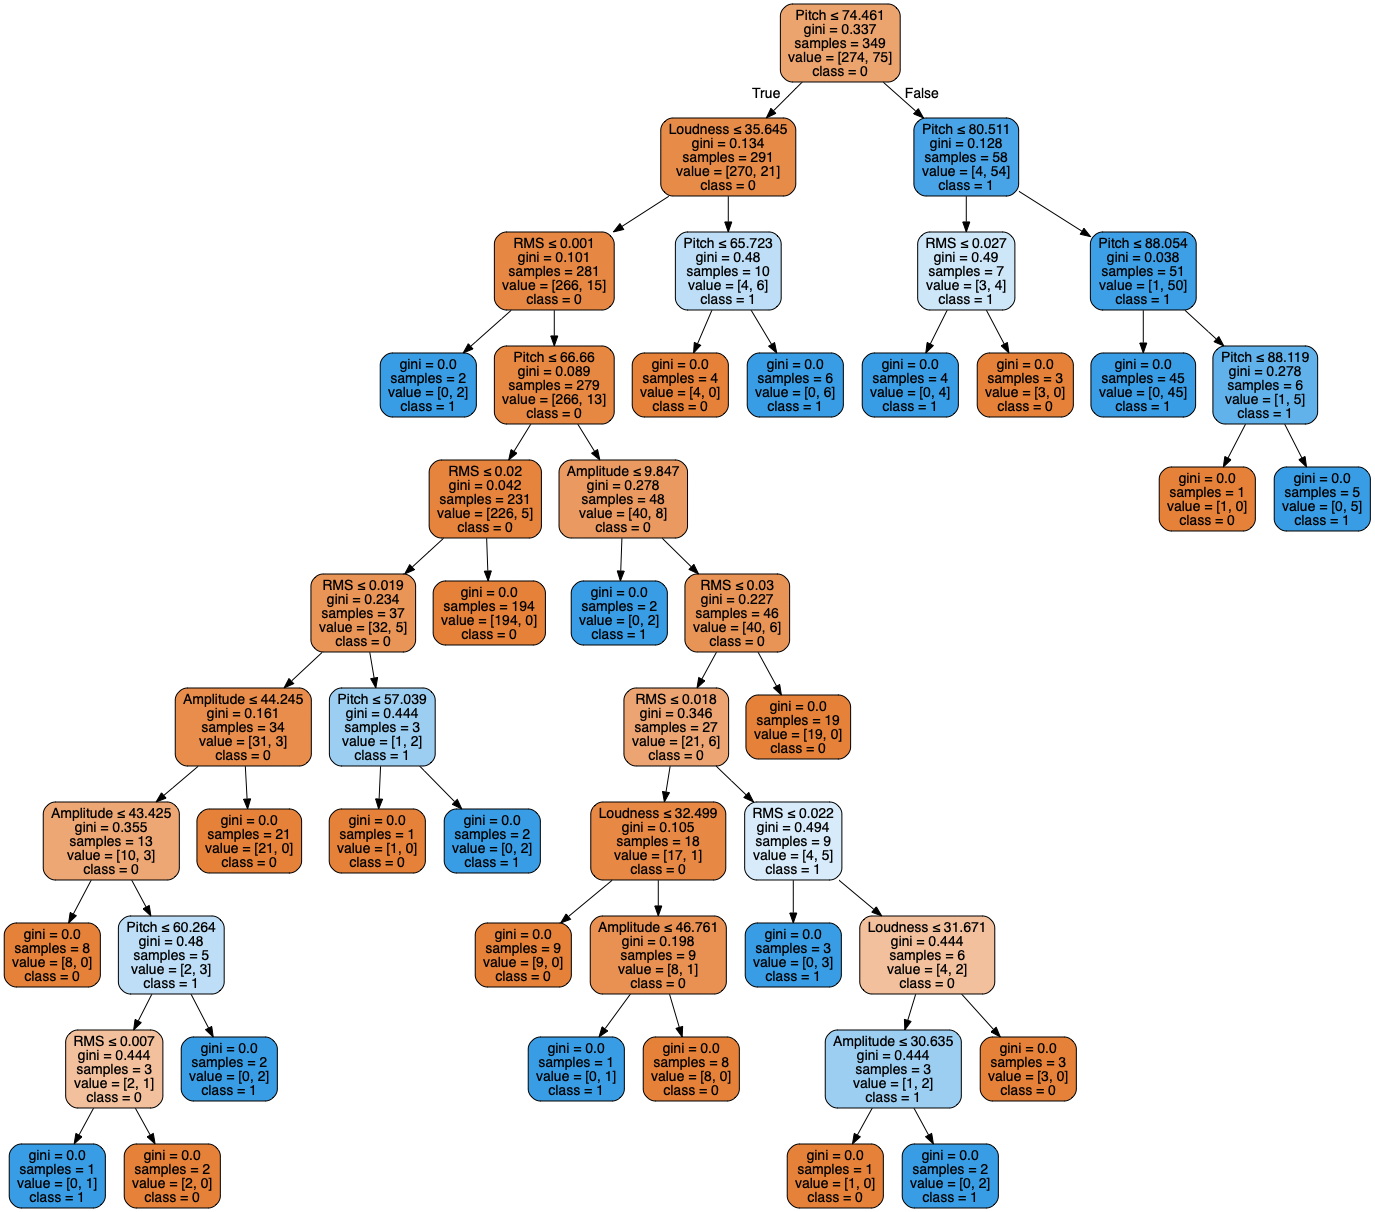 Pitch ≤ 74.461
gini = 0.337
samples = 349
value = [274, 75]
class = 0
True
False
Loudness ≤ 35.645
gini = 0.134
samples = 291
value = [270, 21]
class = 0
Pitch ≤ 80.511
gini = 0.128
samples = 58
value = [4, 54]
class = 1
RMS ≤ 0.001
gini = 0.101
samples = 281
value = [266, 15]
class = 0
Pitch ≤ 65.723
gini = 0.48
samples = 10
value = [4, 6]
class = 1
RMS ≤ 0.027
gini = 0.49
samples = 7
value = [3, 4]
class = 1
Pitch ≤ 88.054
gini = 0.038
samples = 51
value = [1, 50]
class = 1
gini = 0.0
samples = 2
value = [0, 2]
class = 1
Pitch ≤ 66.66
gini = 0.089
samples = 279
value = [266, 13]
class = 0
gini = 0.0
samples = 4
value = [4, 0]
class = 0
gini = 0.0
samples = 6
value = [0, 6]
class = 1
gini = 0.0
samples = 4
value = [0, 4]
class = 1
gini = 0.0
samples = 3
value = [3, 0]
class = 0
gini = 0.0
samples = 45
value = [0, 45]
class = 1
Pitch ≤ 88.119
gini = 0.278
samples = 6
value = [1, 5]
class = 1
RMS ≤ 0.02
gini = 0.042
samples = 231
value = [226, 5]
class = 0
Amplitude ≤ 9.847
gini = 0.278
samples = 48
value = [40, 8]
class = 0
gini = 0.0
samples = 1
value = [1, 0]
class = 0
gini = 0.0
samples = 5
value = [0, 5]
class = 1
RMS ≤ 0.019
gini = 0.234
samples = 37
value = [32, 5]
class = 0
gini = 0.0
samples = 194
value = [194, 0]
class = 0
gini = 0.0
samples = 2
value = [0, 2]
class = 1
RMS ≤ 0.03
gini = 0.227
samples = 46
value = [40, 6]
class = 0
Amplitude ≤ 44.245
gini = 0.161
samples = 34
value = [31, 3]
class = 0
Pitch ≤ 57.039
gini = 0.444
samples = 3
value = [1, 2]
class = 1
RMS ≤ 0.018
gini = 0.346
samples = 27
value = [21, 6]
class = 0
gini = 0.0
samples = 19
value = [19, 0]
class = 0
Amplitude ≤ 43.425
gini = 0.355
samples = 13
value = [10, 3]
class = 0
gini = 0.0
samples = 21
value = [21, 0]
class = 0
gini = 0.0
samples = 1
value = [1, 0]
class = 0
gini = 0.0
samples = 2
value = [0, 2]
class = 1
Loudness ≤ 32.499
gini = 0.105
samples = 18
value = [17, 1]
class = 0
RMS ≤ 0.022
gini = 0.494
samples = 9
value = [4, 5]
class = 1
gini = 0.0
samples = 8
value = [8, 0]
class = 0
Pitch ≤ 60.264
gini = 0.48
samples = 5
value = [2, 3]
class = 1
gini = 0.0
samples = 9
value = [9, 0]
class = 0
Amplitude ≤ 46.761
gini = 0.198
samples = 9
value = [8, 1]
class = 0
gini = 0.0
samples = 3
value = [0, 3]
class = 1
Loudness ≤ 31.671
gini = 0.444
samples = 6
value = [4, 2]
class = 0
RMS ≤ 0.007
gini = 0.444
samples = 3
value = [2, 1]
class = 0
gini = 0.0
samples = 2
value = [0, 2]
class = 1
gini = 0.0
samples = 1
value = [0, 1]
class = 1
gini = 0.0
samples = 8
value = [8, 0]
class = 0
Amplitude ≤ 30.635
gini = 0.444
samples = 3
value = [1, 2]
class = 1
gini = 0.0
samples = 3
value = [3, 0]
class = 0
gini = 0.0
samples = 1
value = [0, 1]
class = 1
gini = 0.0
samples = 2
value = [2, 0]
class = 0
gini = 0.0
samples = 1
value = [1, 0]
class = 0
gini = 0.0
samples = 2
value = [0, 2]
class = 1